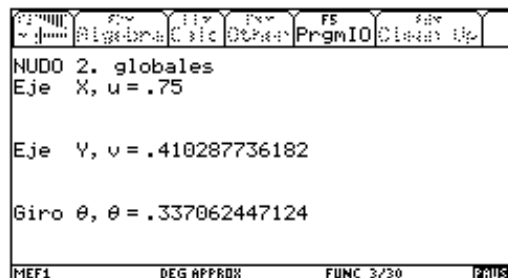 Algebra Calc Other F5 PrgmIO Clean Up
NUDO 2. globales
Eje X, u = .75
Eje Y, v = .410287736182
Giro θ, θ = .337062447124
MEF1 DEG APPROX FUNC 3/30 PAUS